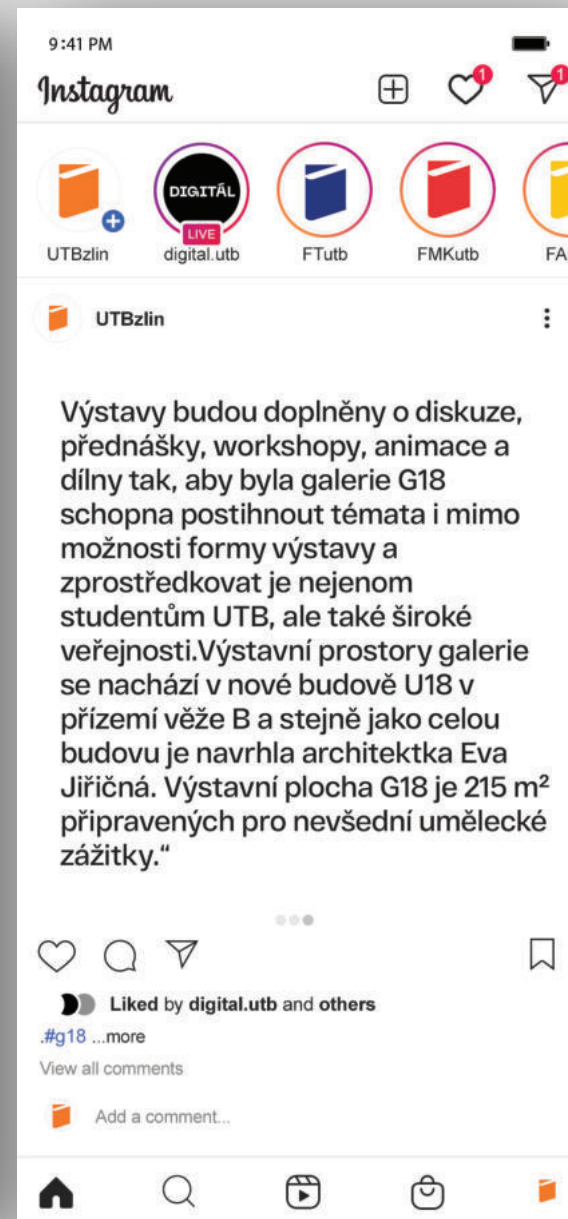 9:41 PM
Instagram
1
1
DIGITÁL
LIVE
UTBzlin
digital.utb
FTutb
FMKutb
FA
UTBzlin
Výstavy budou doplněny o diskuze,
přednášky, workshopy, animace a
dílny tak, aby byla galerie G18
schopna postihnout témata i mimo
možnosti formy výstavy a
zprostředkovat je nejenom
studentům UTB, ale také široké
veřejnosti.Výstavní prostory galerie
se nachází v nové budově U18 v
přízemí věže B a stejně jako celou
budovu je navrhla architektka Eva
Jiřičná. Výstavní plocha G18 je 215 m²
připravených pro nevšední umělecké
zážitky.“
Liked by digital.utb and others
.#g18 ...more
View all comments
Add a comment...